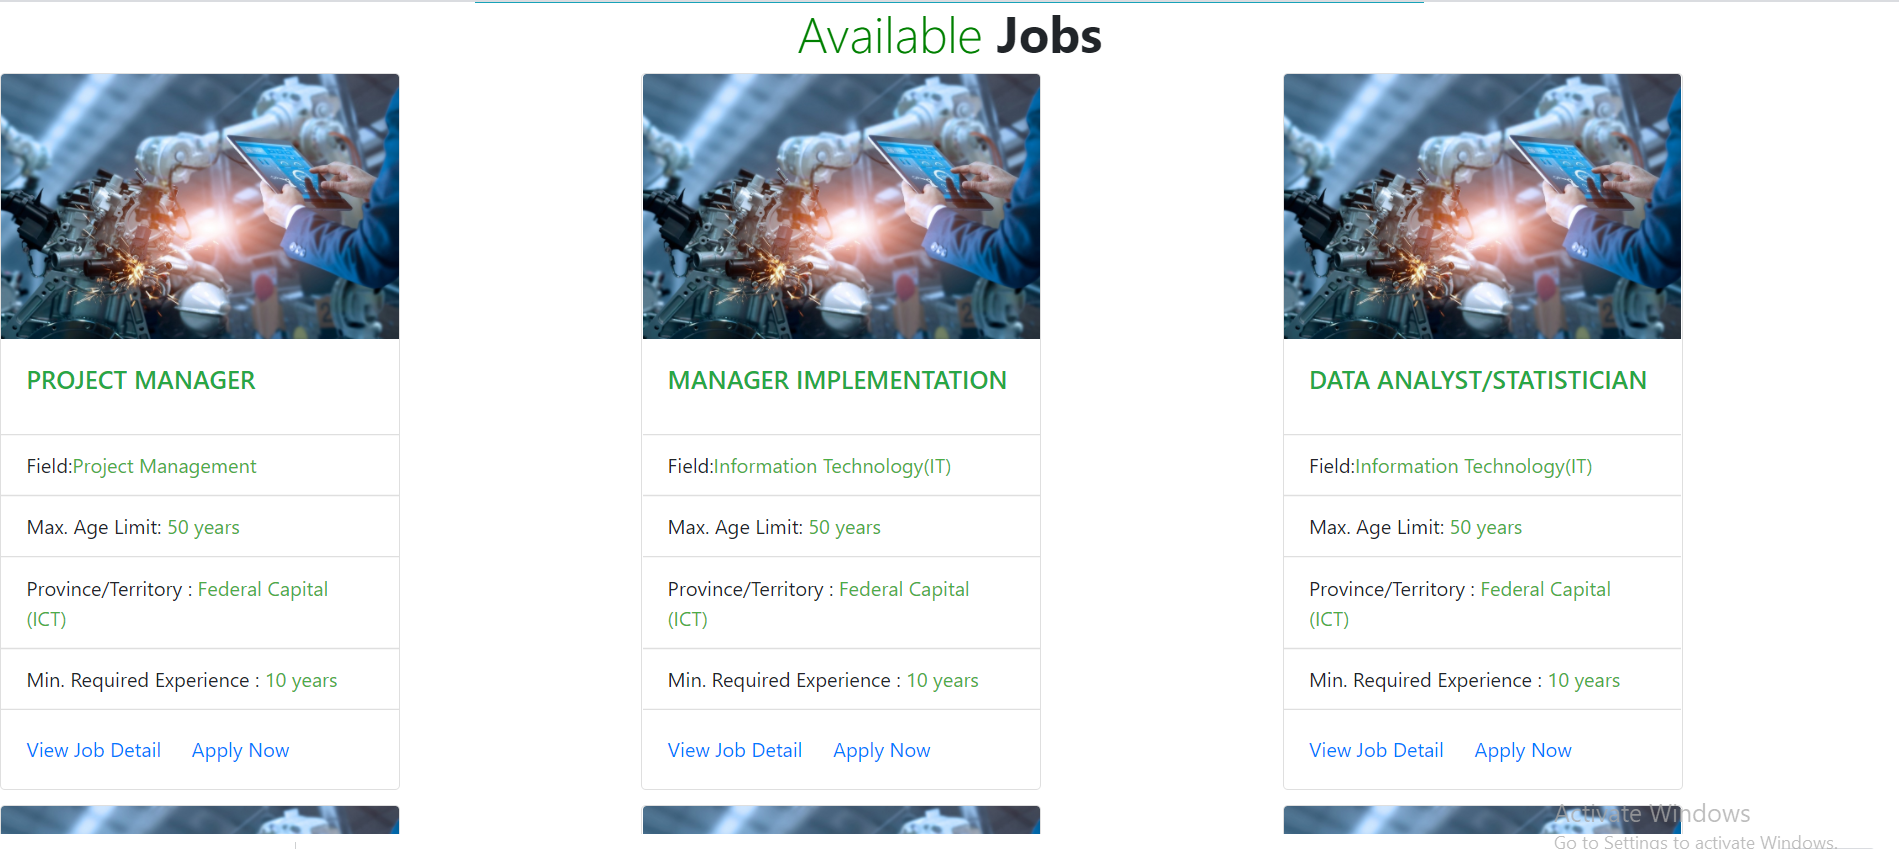 Available Jobs
PROJECT MANAGER
Field:Project Management
Max. Age Limit: 50 years
Province/Territory : Federal Capital
(ICT)
Min. Required Experience : 10 years
View Job Detail Apply Now
MANAGER IMPLEMENTATION
Field:Information Technology(IT)
Max. Age Limit: 50 years
Province/Territory : Federal Capital
(ICT)
Min. Required Experience : 10 years
View Job Detail Apply Now
DATA ANALYST/STATISTICIAN
Field:Information Technology(IT)
Max. Age Limit: 50 years
Province/Territory : Federal Capital
(ICT)
Min. Required Experience : 10 years
View Job Detail Apply Now
Activate Windows
Go to Settings to activate Windows.